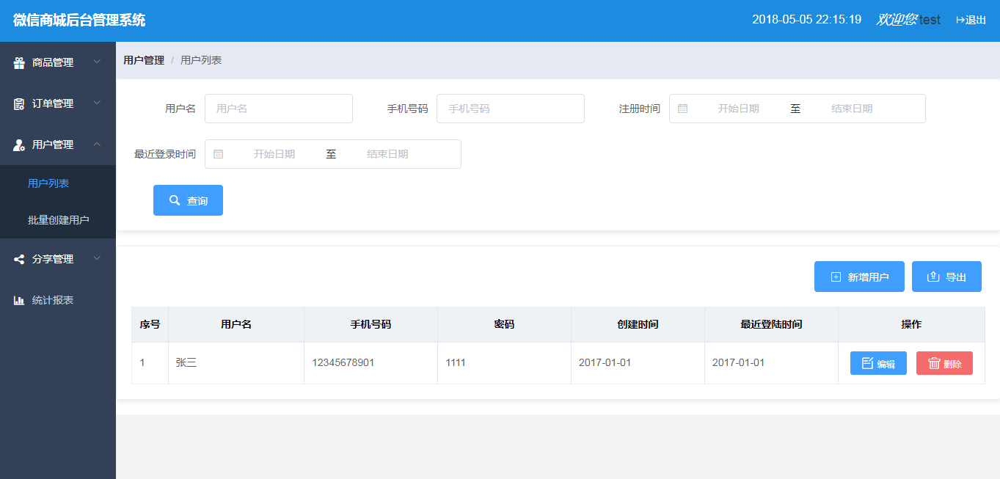 微信商城后台管理系统
2018-05-05 22:15:19 欢迎您 test 退出
商品管理
订单管理
用户管理
用户列表
批量创建用户
分享管理
统计报表
用户管理 / 用户列表
用户名 用户名 手机号码 手机号码 注册时间 开始日期 至 结束日期
最近登录时间 开始日期 至 结束日期
查询
新增用户 导出
序号 用户名 手机号码 密码 创建时间 最近登陆时间 操作
1 张三 12345678901 1111 2017-01-01 2017-01-01 编辑 删除